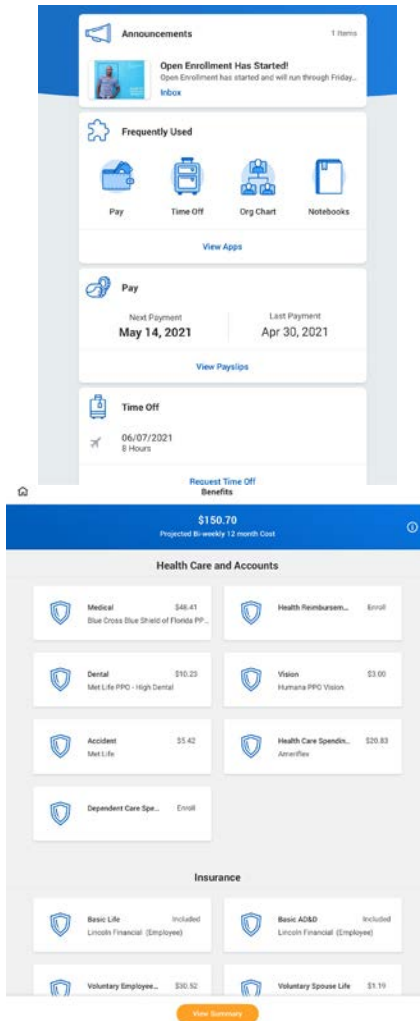 Announcements 1 Items
Open Enrollment Has Started!
Open Enrollment has started and will run through Friday...
Inbox
Frequently Used
Pay Time Off Org Chart Notebooks
View Apps
Pay
Next Payment Last Payment
May 14, 2021 Apr 30, 2021
View Payslips
Time Off
06/07/2021
8 Hours
Request Time Off
Benefits
$150.70
Projected Bi-weekly 12 month Cost
Health Care and Accounts
Medical $48.41 Health Reimbursem... Enroll
Blue Cross Blue Shield of Florida PP...
Dental $10.23 Vision $3.00
Met Life PPO - High Dental Humana PPO Vision
Accident $5.42 Health Care Spendin... $20.83
Met Life Ameriflex
Dependent Care Spe... Enroll
Insurance
Basic Life Included Basic AD&D Included
Lincoln Financial (Employee) Lincoln Financial (Employee)
Voluntary Employee... $30.52 Voluntary Spouse Life $1.19
View Summary